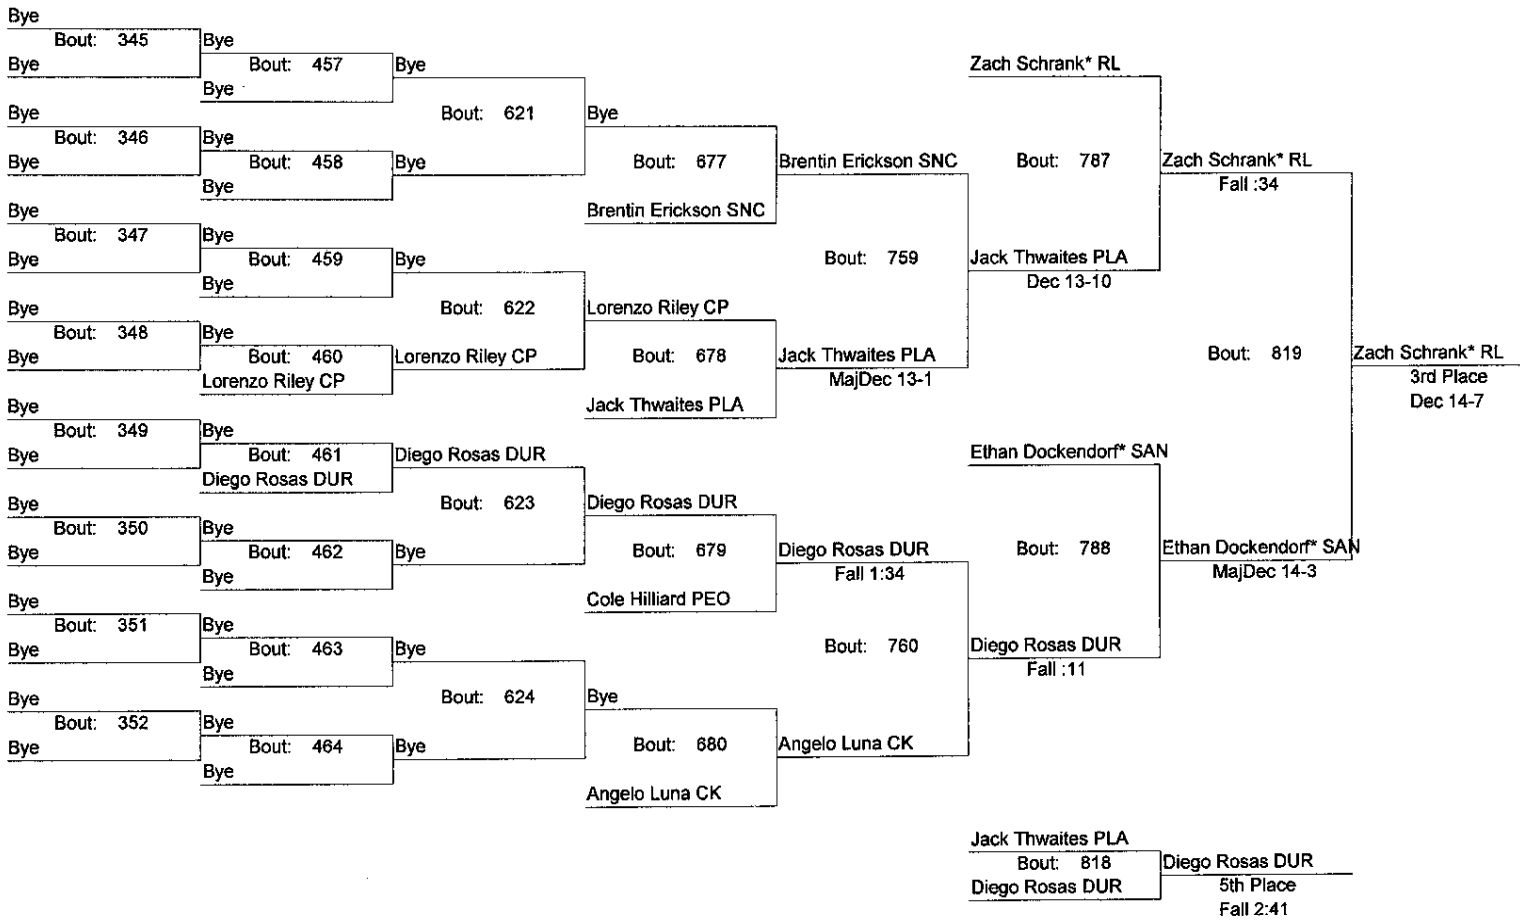 Bye
Bout: 345
Bye
Bye
Bout: 346
Bye
Bye
Bout: 347
Bye
Bye
Bout: 348
Bye
Bye
Bout: 349
Bye
Bye
Bout: 350
Bye
Bye
Bout: 351
Bye
Bye
Bout: 352
Bye
Bye
Bout: 457
Bye
Bye
Bout: 458
Bye
Bye
Bout: 459
Bye
Bye
Bout: 460
Lorenzo Riley CP
Bye
Bout: 461
Diego Rosas DUR
Bye
Bout: 462
Bye
Bye
Bout: 463
Bye
Bye
Bout: 464
Bye
Bye
Bout: 621
Bye
Bye
Bout: 622
Lorenzo Riley CP
Diego Rosas DUR
Bout: 623
Bye
Bye
Bout: 624
Bye
Bye
Bout: 677
Brentin Erickson SNC
Lorenzo Riley CP
Bout: 678
Jack Thwaites PLA
Diego Rosas DUR
Bout: 679
Cole Hilliard PEO
Bye
Bout: 680
Angelo Luna CK
Brentin Erickson SNC
Bout: 759
Jack Thwaites PLA
MajDec 13-1
Diego Rosas DUR
Fall 1:34
Bout: 760
Angelo Luna CK
Zach Schrank* RL
Bout: 787
Jack Thwaites PLA
Dec 13-10
Ethan Dockendorf* SAN
Bout: 788
Diego Rosas DUR
Fall :11
Zach Schrank* RL
Fall :34
Bout: 819
Ethan Dockendorf* SAN
MajDec 14-3
Zach Schrank* RL
3rd Place
Dec 14-7
Jack Thwaites PLA
Bout: 818
Diego Rosas DUR
Diego Rosas DUR
5th Place
Fall 2:41